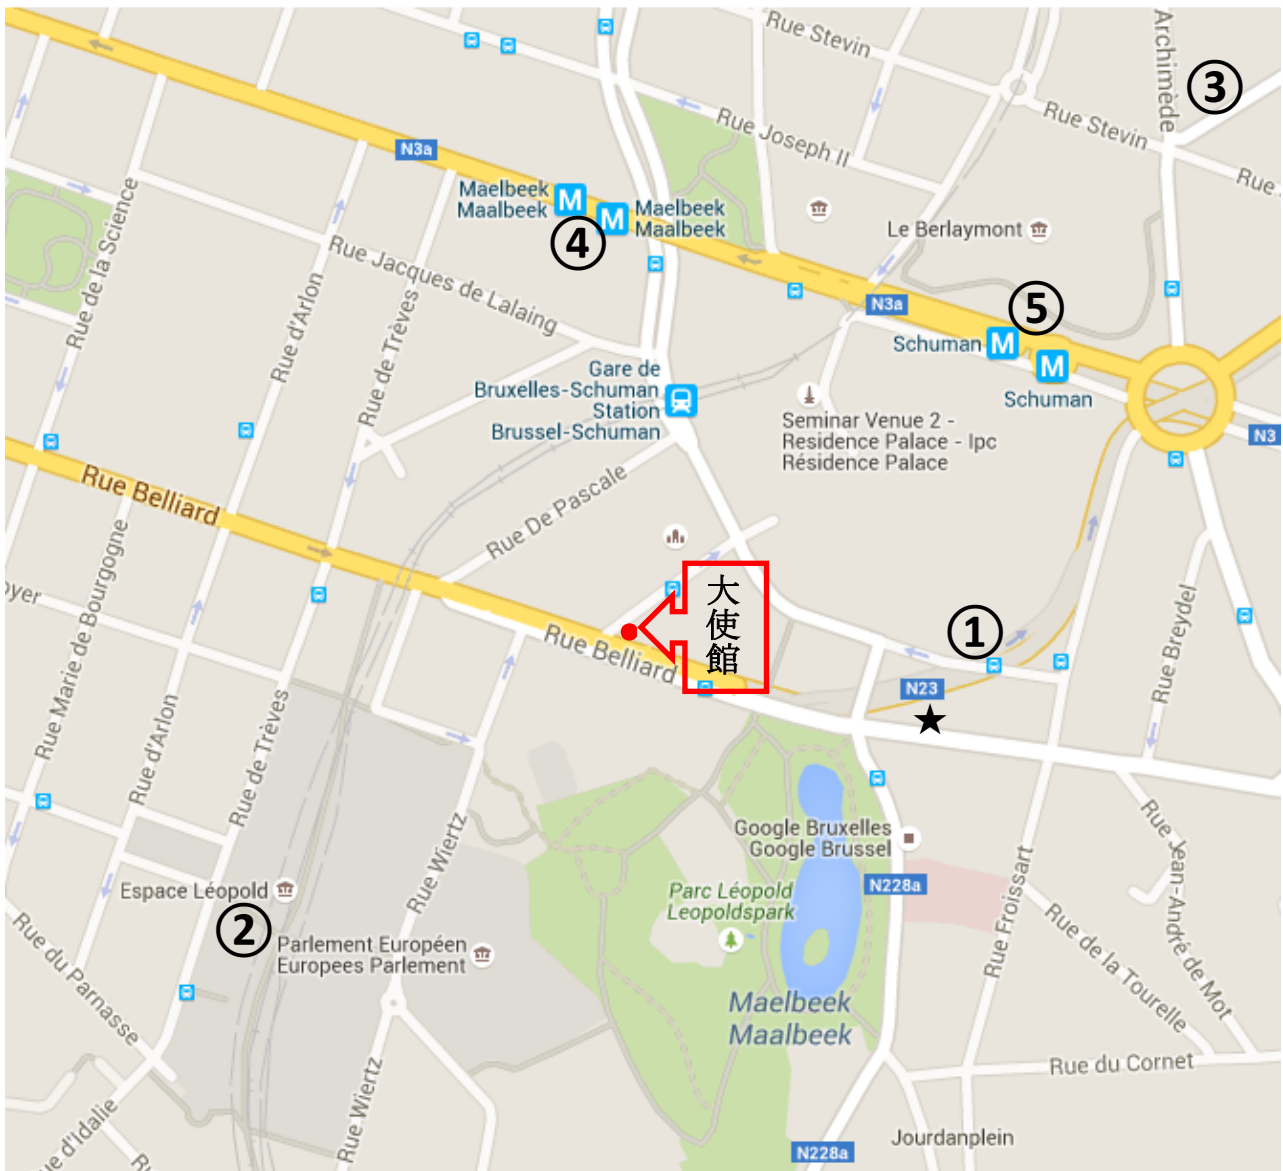 Rue Stevin
Archimède
③
Rue Stevin
Rue Joseph II
Rue
N3a
Maelbeek
Maalbeek
M
M
Maelbeek
Maalbeek
④
Le Berlaymont
Rue de la Science
Rue Jacques de Lalaing
Rue d'Arlon
Rue de Trèves
N3a
⑤
Schuman
M
M
Schuman
Gare de
Bruxelles-Schuman
Station
Brussel-Schuman
Seminar Venue 2 -
Residence Palace - Ipc
Résidence Palace
N3
Rue Belliard
Rue De Pascale
Rue Marie de Bourgogne
oyer
大使館
Rue Belliard
①
Rue Breydel
N23
★
Rue d'Arlon
Rue de Trèves
Rue Wiertz
Google Bruxelles
Google Brussel
N228a
Rue Jean-André de Mot
Espace Léopold
②
Parlement Européen
Europees Parlement
Parc Léopold
Leopoldspark
Rue Froissart
Rue de la Tourelle
Rue du Parnasse
Maelbeek
Maalbeek
Rue du Cornet
Rue Wiertz
ue d'Idalie
Ru
Jourdanplein
N228a